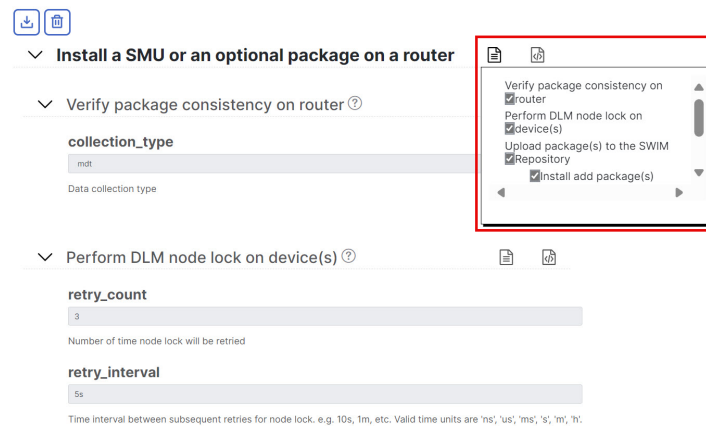 Install a SMU or an optional package on a router
Verify package consistency on
router
Perform DLM node lock on
device(s)
Upload package(s) to the SWIM
Repository
Install add package(s)
Verify package consistency on router ?
collection_type
mdt
Data collection type
Perform DLM node lock on device(s) ?
retry_count
3
Number of time node lock will be retried
retry_interval
5s
Time interval between subsequent retries for node lock. e.g. 10s, 1m, etc. Valid time units are 'ns', 'us', 'ms', 's', 'm', 'h'.